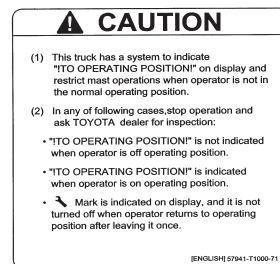 CAUTION
(1) This truck has a system to indicate
"!TO OPERATING POSITION!" on display and
restrict mast operations when operator is not in
the normal operating position.
(2) In any of following cases,stop operation and
ask TOYOTA dealer for inspection:
• "!TO OPERATING POSITION!" is not indicated
when operator is off operating position.
• "!TO OPERATING POSITION!" is indicated
when operator is on operating position.
• Mark is indicated on display, and it is not
turned off when operator returns to operating
position after leaving it once.
[ENGLISH] 57941-T1000-71